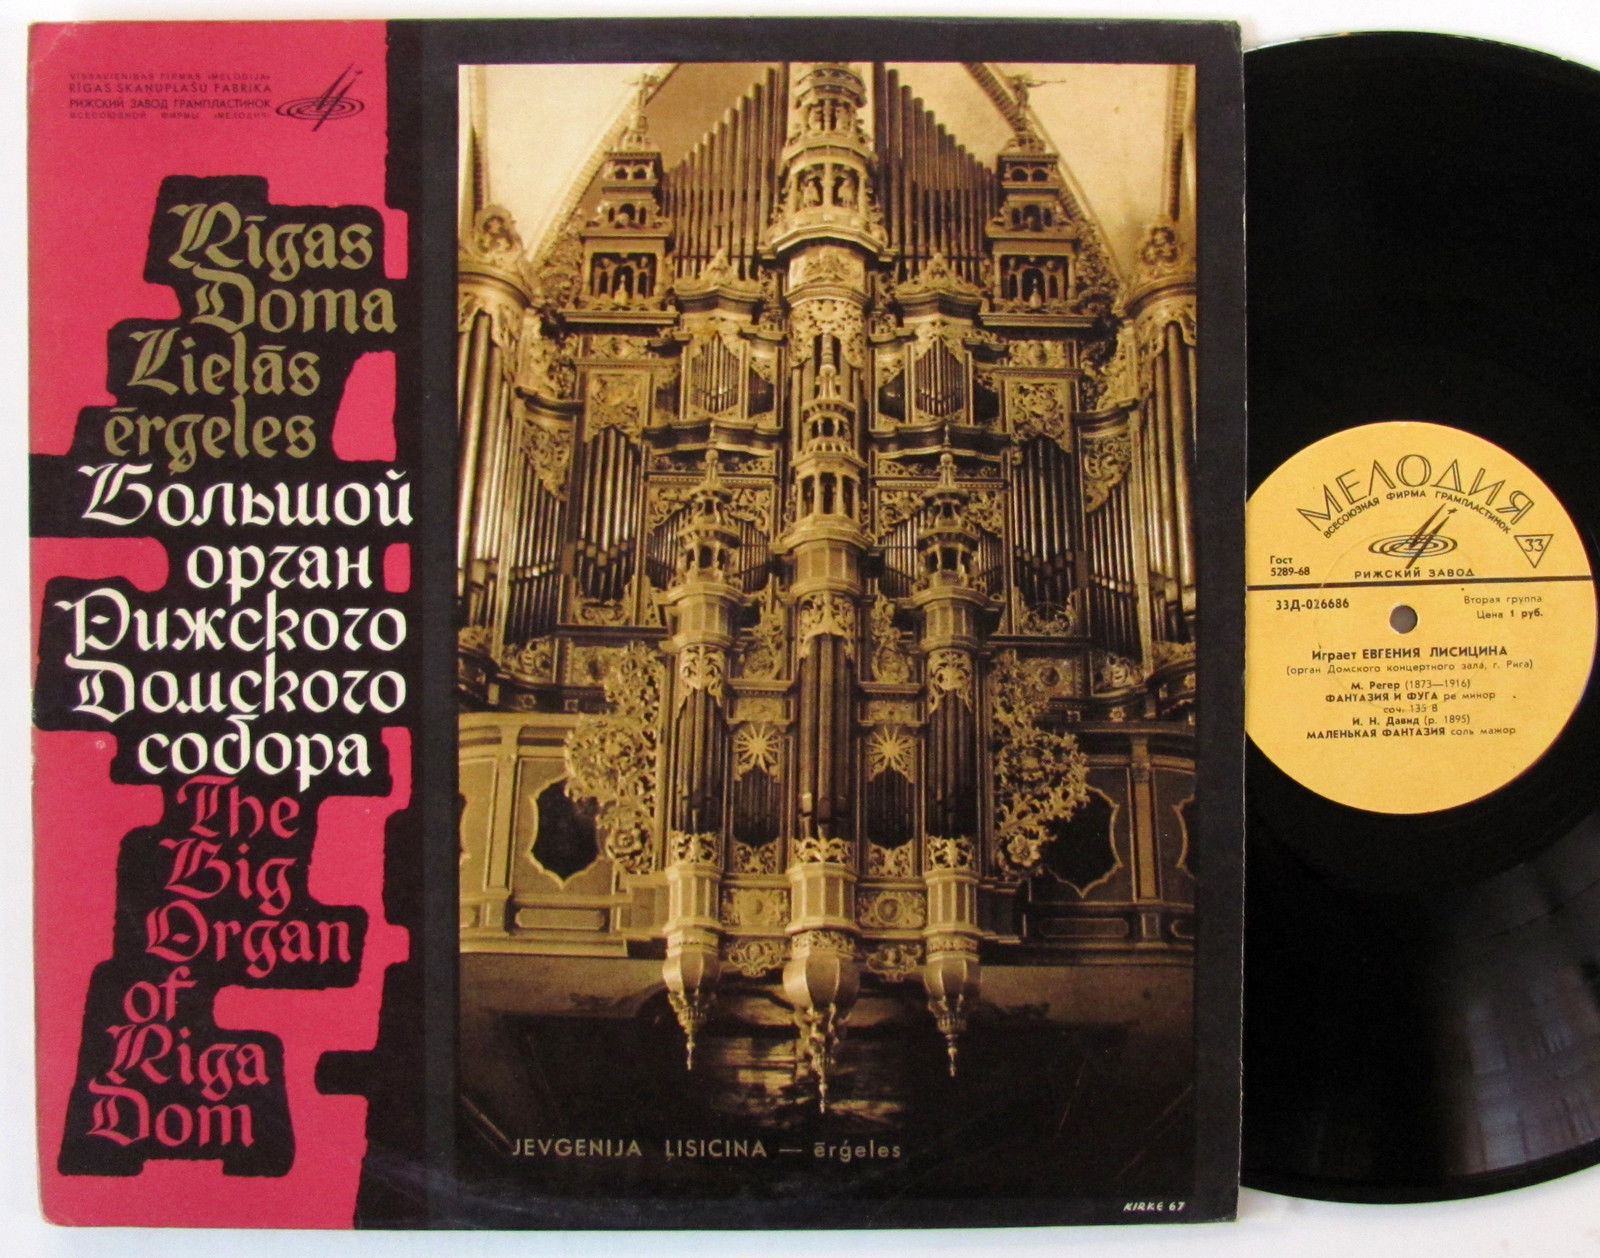 VISSAVIENĪBAS FIRMAS «MELODIJA»
RĪGAS SKAŅUPLAŠU FABRIKA
РИЖСКИЙ ЗАВОД ГРАМПЛАСТИНОК
ВСЕСОЮЗНОЙ ФИРМЫ «МЕЛОДИЯ»
Rīgas
Doma
Lielās
ērgeles
Большой
орган
Рижского
Домского
собора
The
Big
Organ
of
Riga
Dom
JEVGENIJA LISICINA — ērģeles
KIRKE 67
МЕЛОДИЯ
ВСЕСОЮЗНАЯ ФИРМА ГРАМПЛАСТИНОК
33
Гост
5289-68
РИЖСКИЙ ЗАВОД
33Д-026686
Вторая группа
Цена 1 руб.
Играет ЕВГЕНИЯ ЛИСИЦИНА
(орган Домского концертного зала, г. Рига)
М. Регер (1873—1916)
ФАНТАЗИЯ И ФУГА ре минор
соч. 135 В
И. Н. Давид (р. 1895)
МАЛЕНЬКАЯ ФАНТАЗИЯ соль мажор